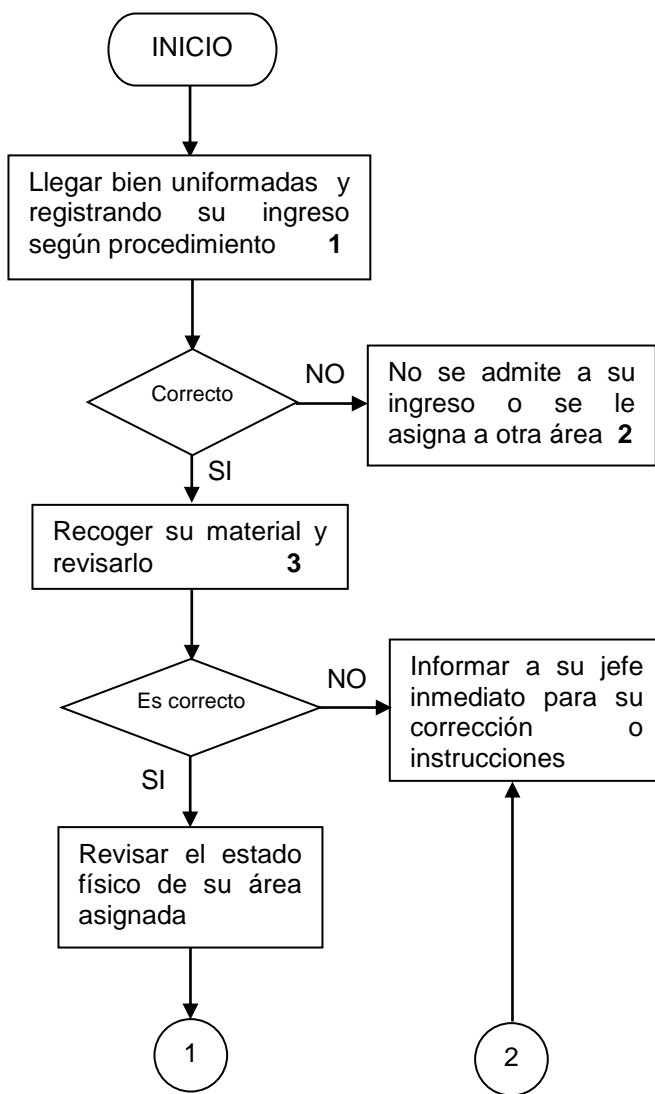 INICIO
Llegar bien uniformadas y
registrando su ingreso
según procedimiento 1
Correcto
NO
No se admite a su
ingreso o se le
asigna a otra área 2
SI
Recoger su material y
revisarlo 3
Es correcto
NO
Informar a su jefe
inmediato para su
corrección o
instrucciones
SI
Revisar el estado
físico de su área
asignada
1
2